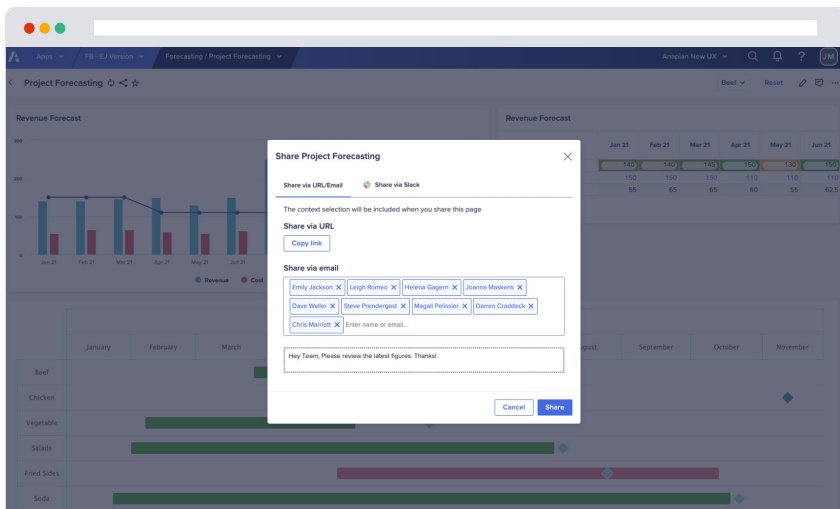 Apps
FB - SJ Version
Forecasting / Project Forecasting
Anaplan New UX
?
JM
Project Forecasting
Beef
Reset
Revenue Forecast
Revenue Forecast
Jan 21 Feb 21 Mar 21 Apr 21 May 21 Jun 21
140 140 145 150 130 150
150 150 150 110 110 110
55 65 65 60 55 62.5
Jan 21 Feb 21 Mar 21 Apr 21 May 21 Jun 21
Revenue Cost
Share Project Forecasting
Share via URL/Email Share via Slack
The context selection will be included when you share this page
Share via URL
Copy link
Share via email
Emily Jackson Leigh Romeo Helena Gagern Joanna Maskens
Dave Waller Steve Prendergast Magali Pelissier Darren Craddock
Chris Marriott Enter name or email...
Hey Team, Please review the latest figures. Thanks!
Cancel Share
January February March September October November
Beef
Chicken
Vegetable
Salads
Fried Sides
Soda